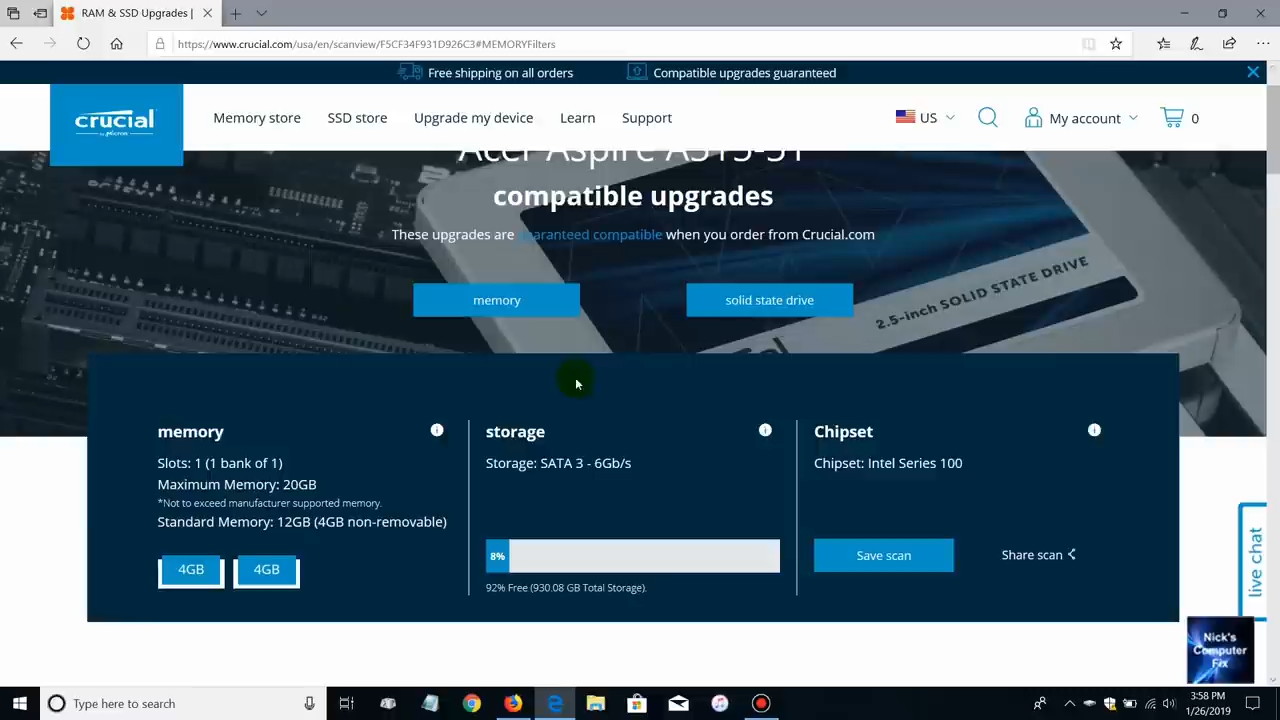 RAM & SSD Upgrades |
https://www.crucial.com/usa/en/scanview/F5CF34F931D926C3#MEMORYFilters
Free shipping on all orders
Compatible upgrades guaranteed
crucial
by Micron
Memory store
SSD store
Upgrade my device
Learn
Support
US
My account
0
Acer Aspire A515-51
compatible upgrades
These upgrades are guaranteed compatible when you order from Crucial.com
memory
solid state drive
2.5-inch SOLID STATE DRIVE
memory
Slots: 1 (1 bank of 1)
Maximum Memory: 20GB
*Not to exceed manufacturer supported memory.
Standard Memory: 12GB (4GB non-removable)
4GB
4GB
storage
Storage: SATA 3 - 6Gb/s
8%
92% Free (930.08 GB Total Storage).
Chipset
Chipset: Intel Series 100
Save scan
Share scan
live chat
Nick's
Computer
Fix
Type here to search
3:58 PM
1/26/2019